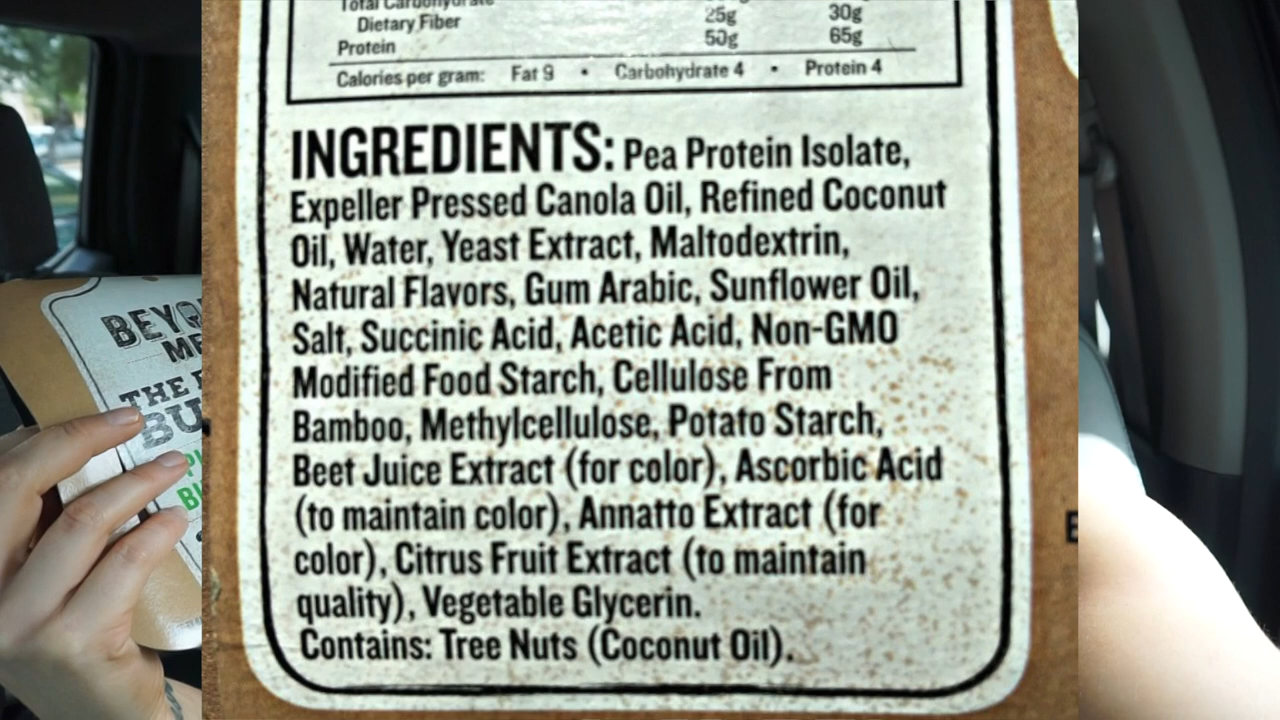 Total Carbohydrate
Dietary Fiber 25g 30g
Protein 50g 65g
Calories per gram: Fat 9 • Carbohydrate 4 • Protein 4
INGREDIENTS: Pea Protein Isolate,
Expeller Pressed Canola Oil, Refined Coconut
Oil, Water, Yeast Extract, Maltodextrin,
Natural Flavors, Gum Arabic, Sunflower Oil,
Salt, Succinic Acid, Acetic Acid, Non-GMO
Modified Food Starch, Cellulose From
Bamboo, Methylcellulose, Potato Starch,
Beet Juice Extract (for color), Ascorbic Acid
(to maintain color), Annatto Extract (for
color), Citrus Fruit Extract (to maintain
quality), Vegetable Glycerin.
Contains: Tree Nuts (Coconut Oil).
THE